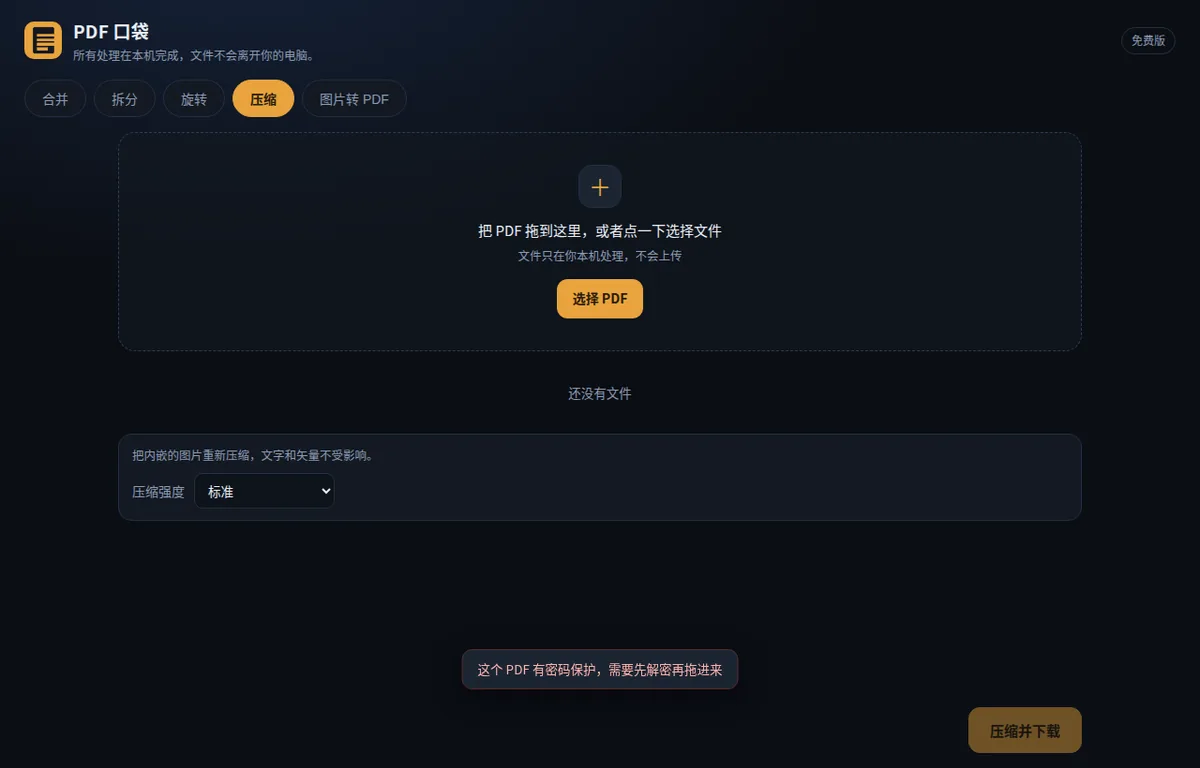 PDF 口袋
所有处理在本机完成，文件不会离开你的电脑。
免费版
合并
拆分
旋转
压缩
图片转 PDF
把 PDF 拖到这里，或者点一下选择文件
文件只在你本机处理，不会上传
选择 PDF
还没有文件
把内嵌的图片重新压缩，文字和矢量不受影响。
压缩强度
标准
这个 PDF 有密码保护，需要先解密再拖进来
压缩并下载